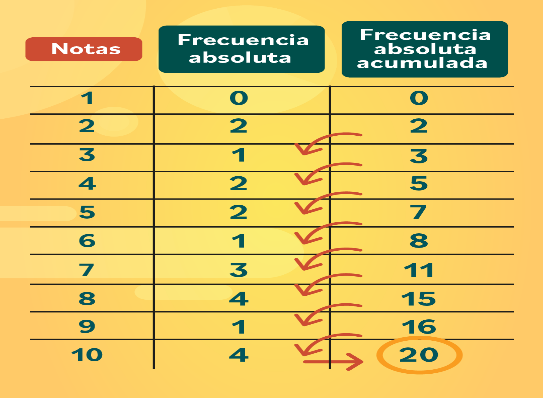 Notas
Frecuencia
absoluta
Frecuencia
absoluta
acumulada
1 0 0
2 2 2
3 1 3
4 2 5
5 2 7
6 1 8
7 3 11
8 4 15
9 1 16
10 4 20